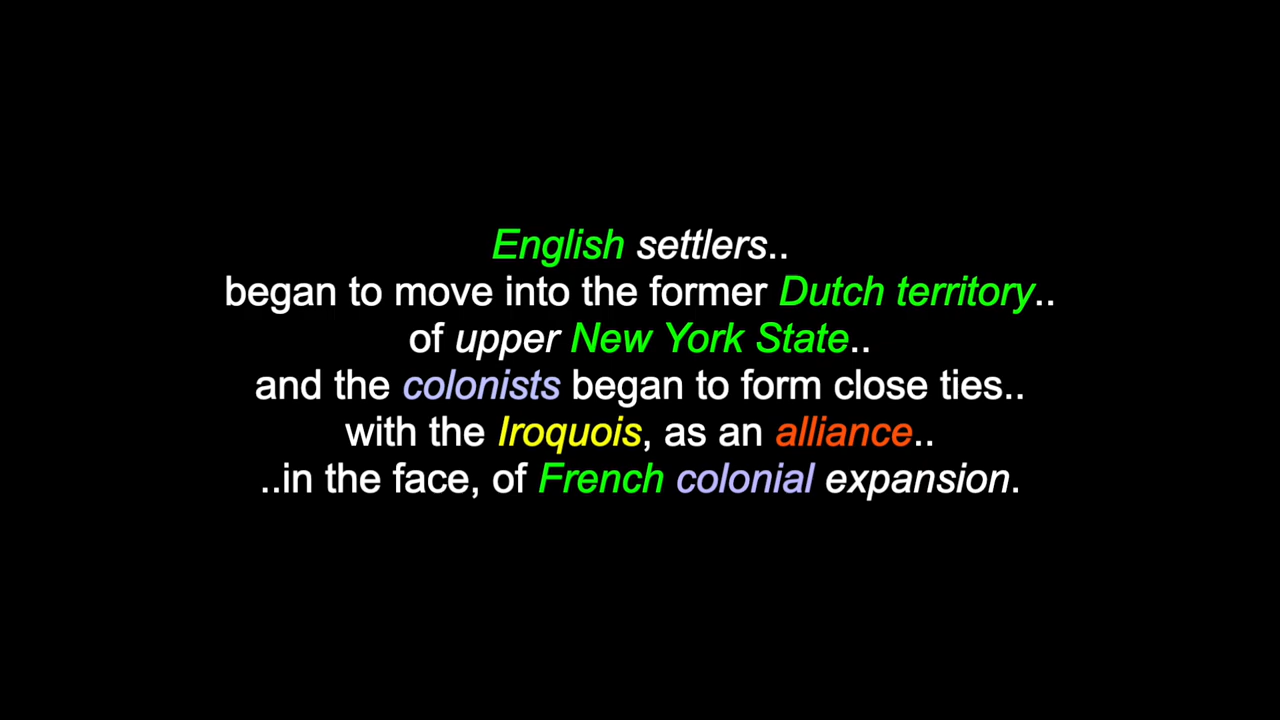 English settlers..
began to move into the former Dutch territory..
of upper New York State..
and the colonists began to form close ties..
with the Iroquois, as an alliance..
..in the face, of French colonial expansion.